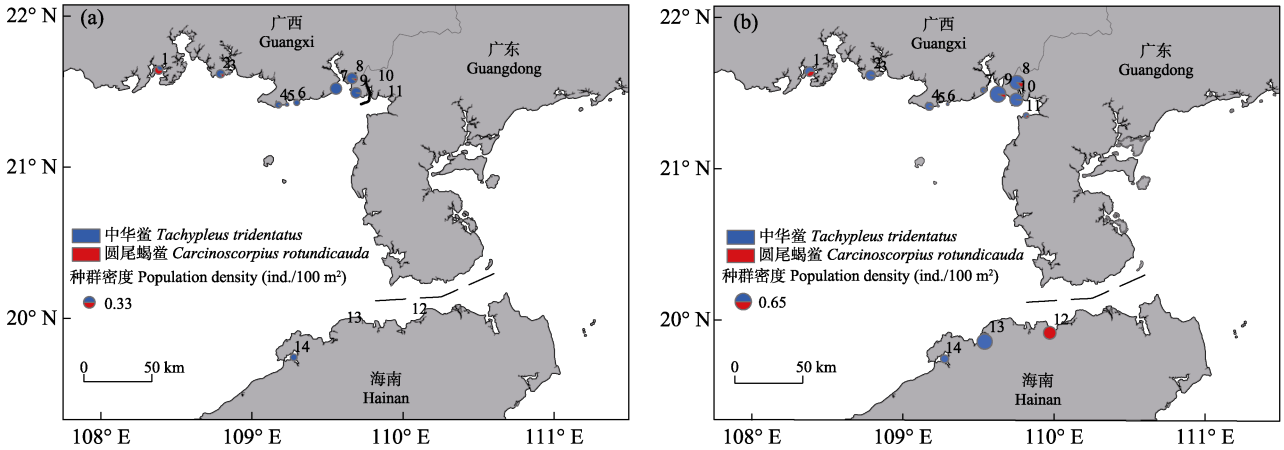 (a)
22° N
21° N
20° N
108° E 109° E 110° E 111° E
广西
Guangxi
广东
Guangdong
海南
Hainan
1
2 3
4 5 6
7
8
9
10
11
12
13
14
中华鲎 Tachypleus tridentatus
圆尾蝎鲎 Carcinoscorpius rotundicauda
种群密度 Population density (ind./100 m²)
0.33
0 50 km
(b)
22° N
21° N
20° N
108° E 109° E 110° E 111° E
广西
Guangxi
广东
Guangdong
海南
Hainan
1
2 3
4 5 6
7
8
9
10
11
12
13
14
中华鲎 Tachypleus tridentatus
圆尾蝎鲎 Carcinoscorpius rotundicauda
种群密度 Population density (ind./100 m²)
0.65
0 50 km